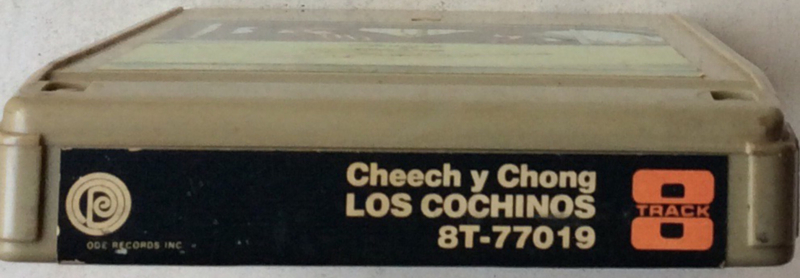 Cheech y Chong
LOS COCHINOS
8T-77019
ODE RECORDS INC.
8
TRACK